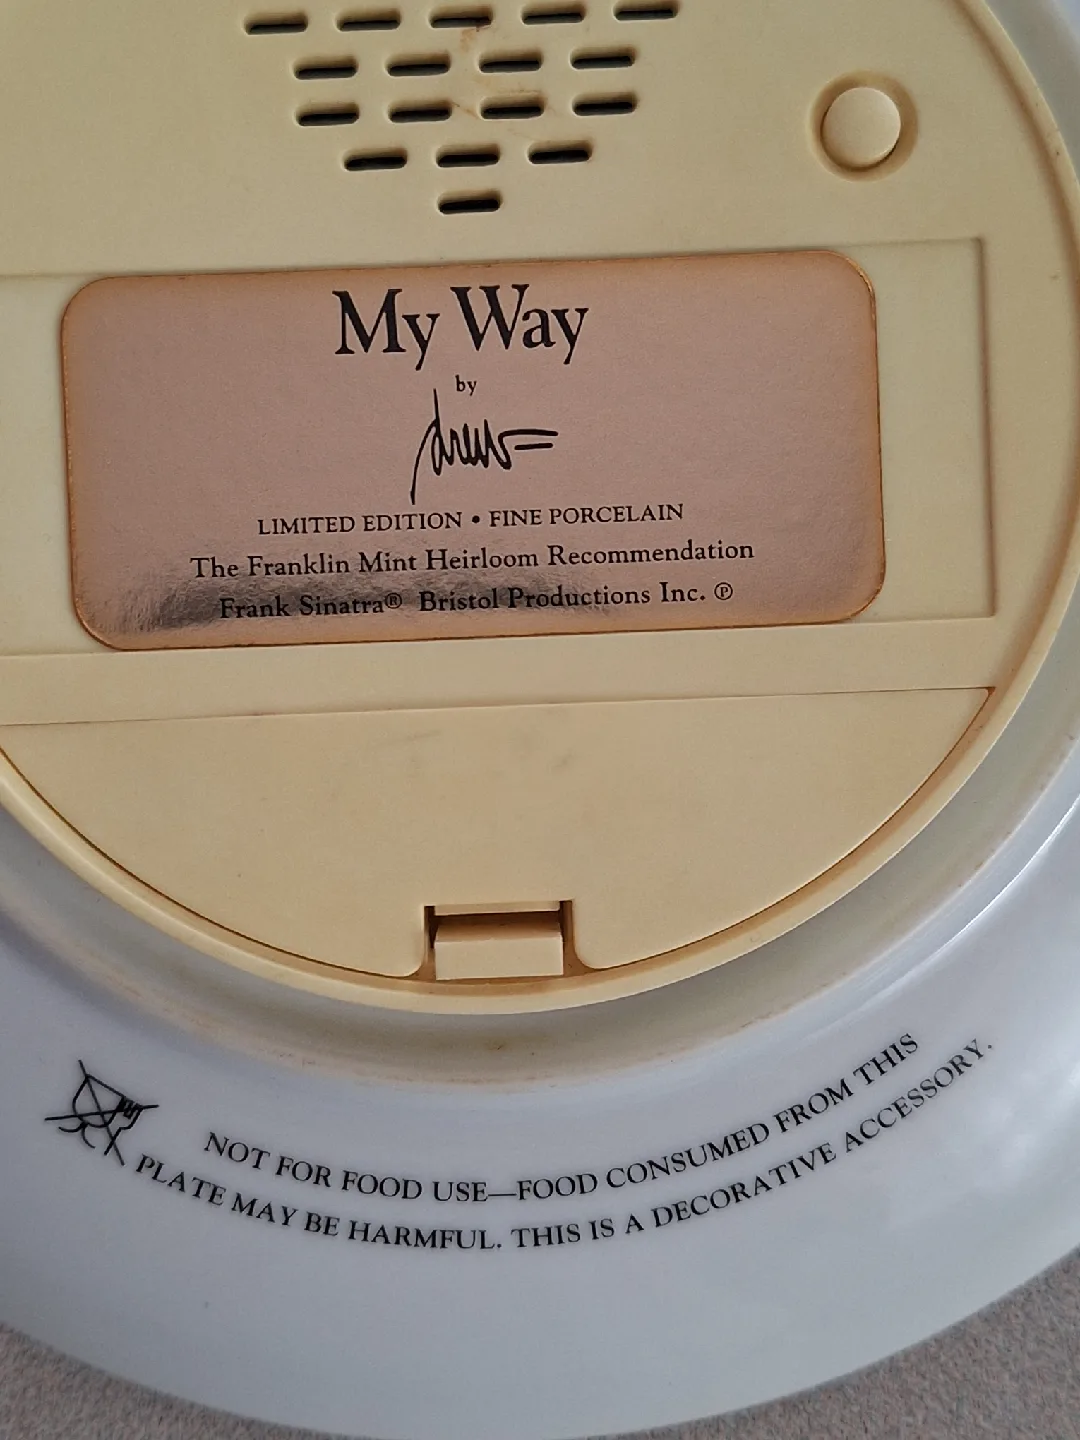 My Way
by
Drew
LIMITED EDITION • FINE PORCELAIN
The Franklin Mint Heirloom Recommendation
Frank Sinatra® Bristol Productions Inc. ℗
NOT FOR FOOD USE—FOOD CONSUMED FROM THIS
PLATE MAY BE HARMFUL. THIS IS A DECORATIVE ACCESSORY.